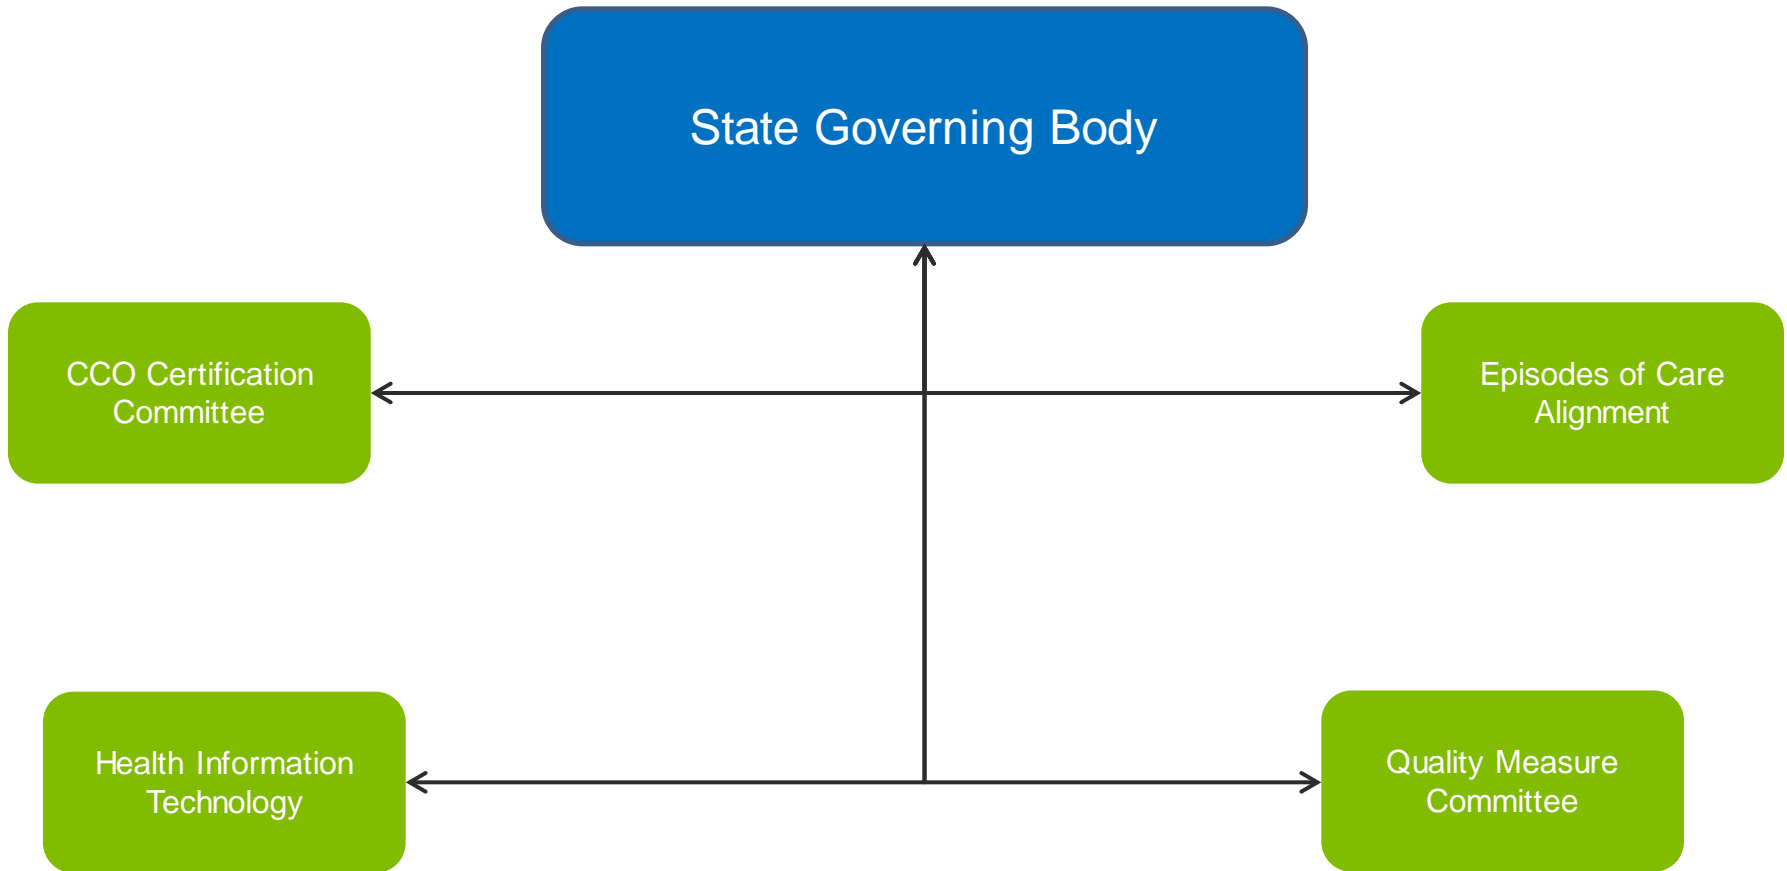 State Governing Body
CCO Certification
Committee
Episodes of Care
Alignment
Health Information
Technology
Quality Measure
Committee